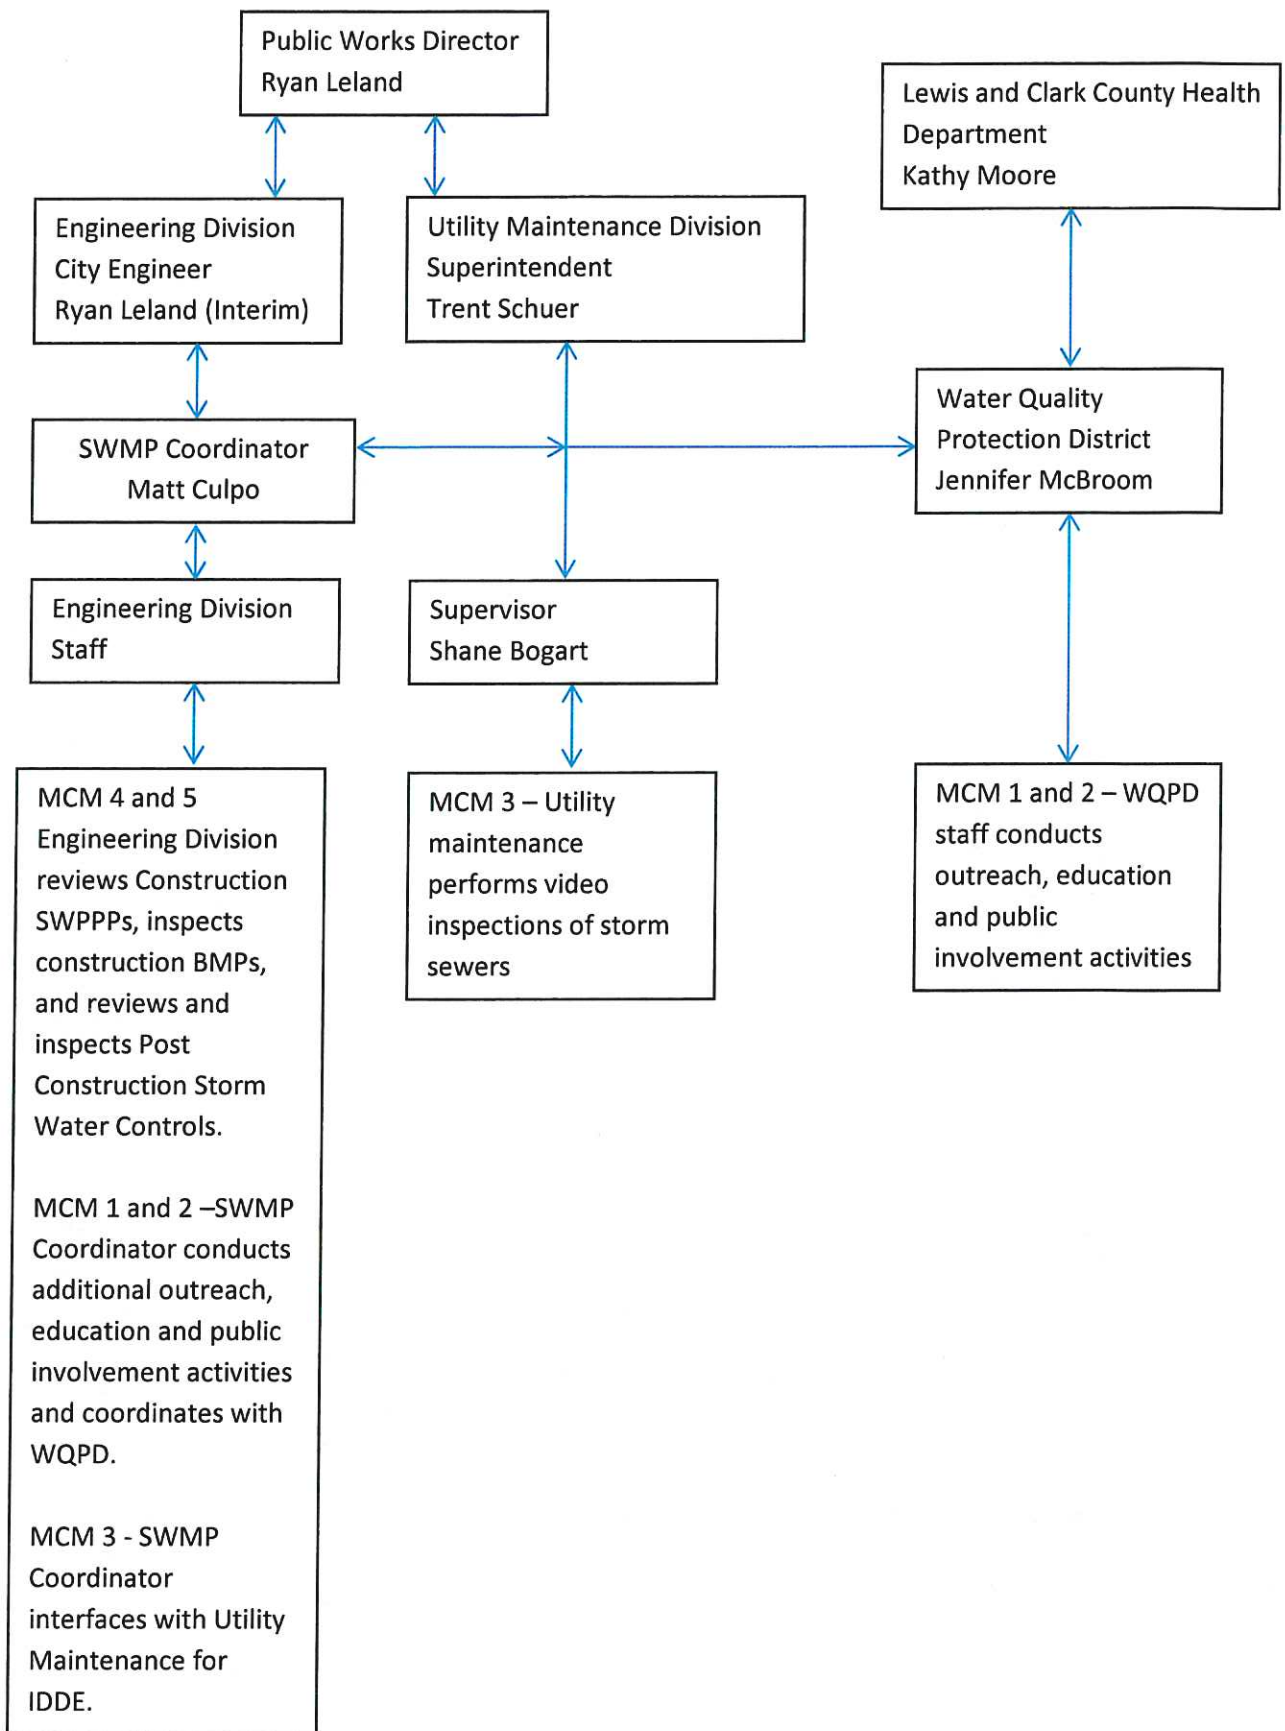 Public Works Director
Ryan Leland
Lewis and Clark County Health
Department
Kathy Moore
Engineering Division
City Engineer
Ryan Leland (Interim)
Utility Maintenance Division
Superintendent
Trent Schuer
SWMP Coordinator
Matt Culpo
Water Quality
Protection District
Jennifer McBroom
Engineering Division
Staff
Supervisor
Shane Bogart
MCM 4 and 5
Engineering Division
reviews Construction
SWPPPs, inspects
construction BMPs,
and reviews and
inspects Post
Construction Storm
Water Controls.
MCM 1 and 2 –SWMP
Coordinator conducts
additional outreach,
education and public
involvement activities
and coordinates with
WQPD.
MCM 3 - SWMP
Coordinator
interfaces with Utility
Maintenance for
IDDE.
MCM 3 – Utility
maintenance
performs video
inspections of storm
sewers
MCM 1 and 2 – WQPD
staff conducts
outreach, education
and public
involvement activities